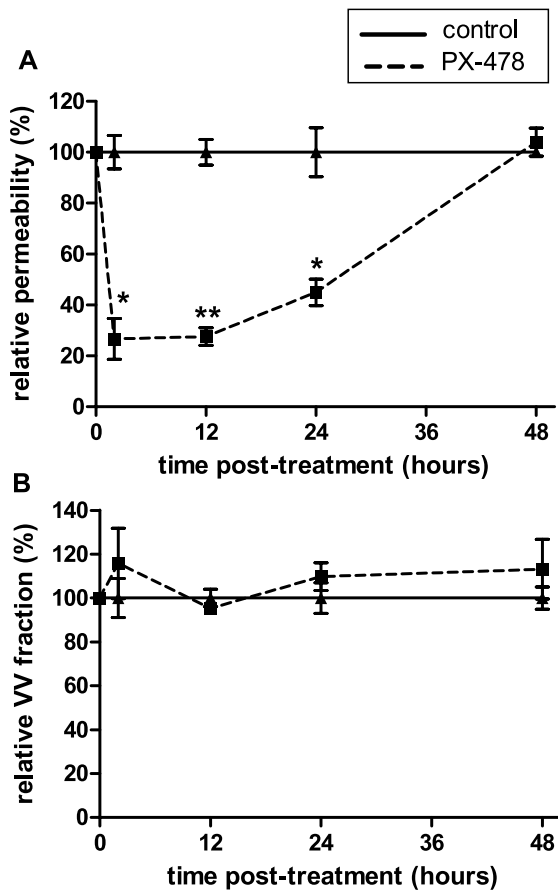 control
PX-478
A
relative permeability (%)
120
100
80
60
40
20
0
*
**
*
0 12 24 36 48
time post-treatment (hours)
B
relative VV fraction (%)
140
120
100
80
60
40
20
0
0 12 24 36 48
time post-treatment (hours)